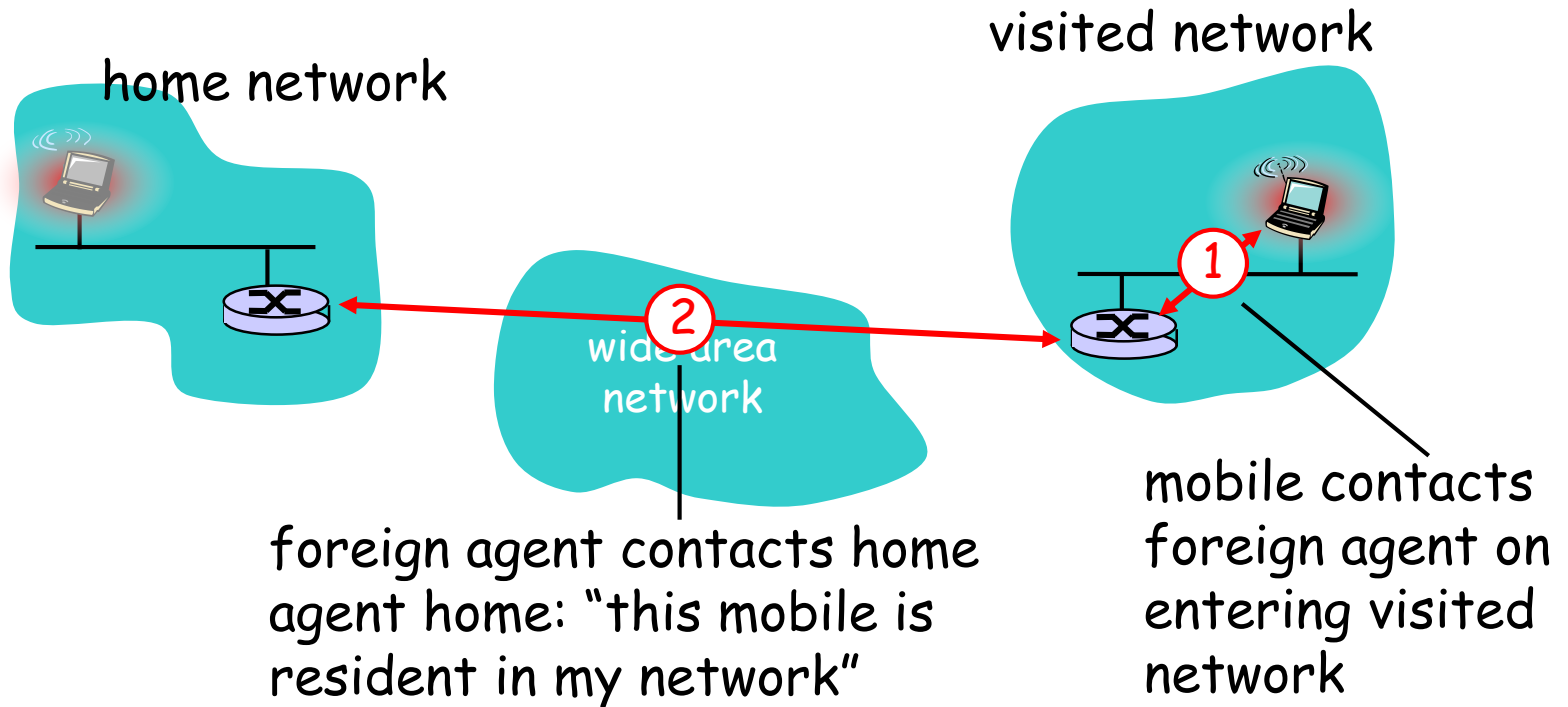 visited network
home network
1
2
wide area
network
mobile contacts
foreign agent on
entering visited
network
foreign agent contacts home
agent home: “this mobile is
resident in my network”